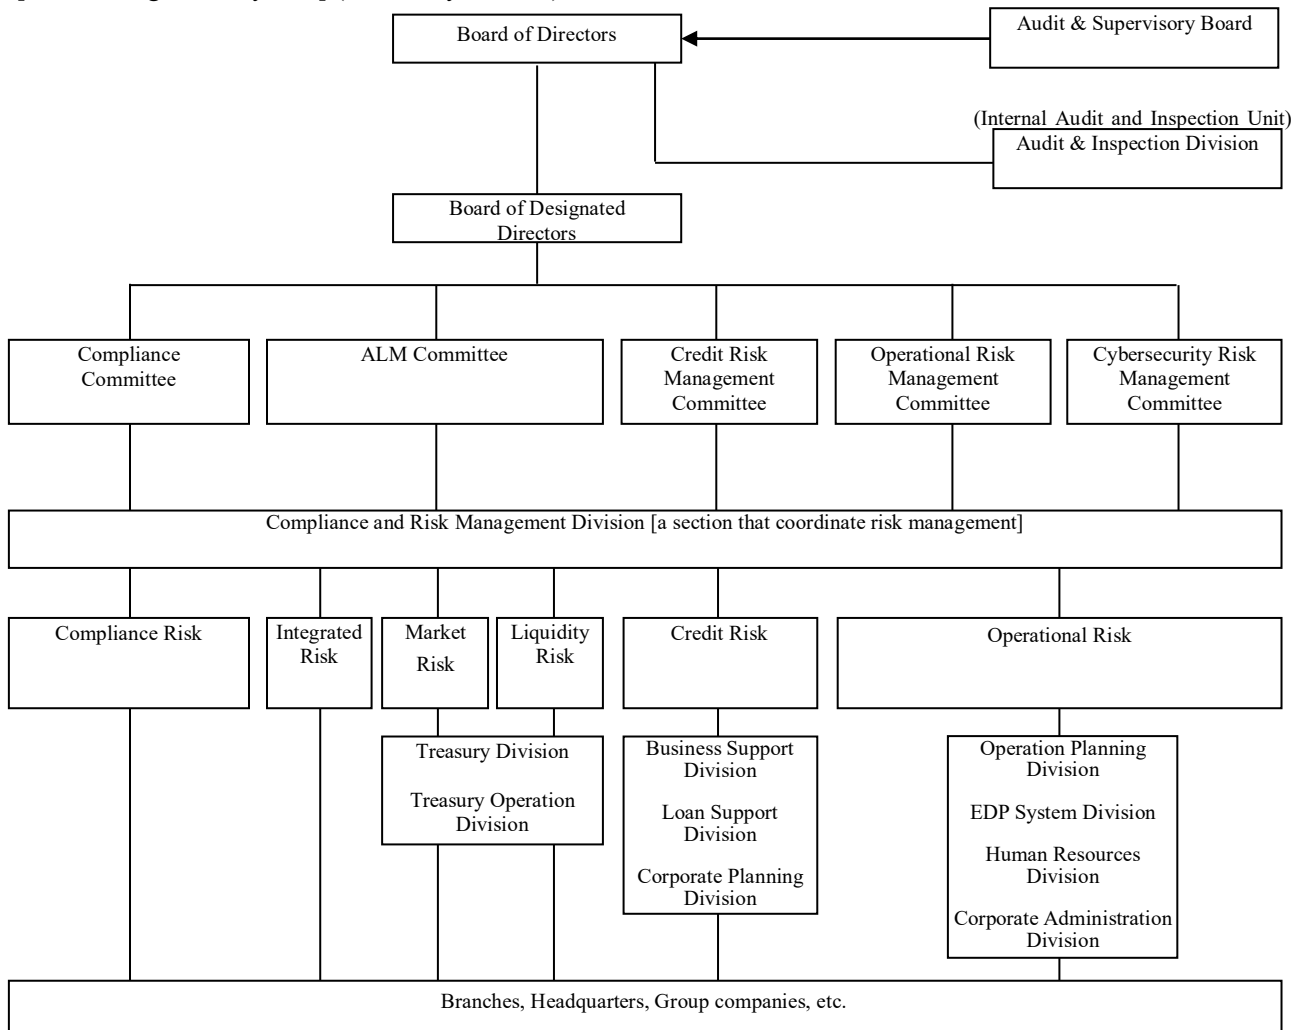 Board of Directors
Audit & Supervisory Board
(Internal Audit and Inspection Unit)
Audit & Inspection Division
Board of Designated
Directors
Compliance
Committee
ALM Committee
Credit Risk
Management
Committee
Operational Risk
Management
Committee
Cybersecurity Risk
Management
Committee
Compliance and Risk Management Division [a section that coordinate risk management]
Compliance Risk
Integrated
Risk
Market
Risk
Liquidity
Risk
Credit Risk
Operational Risk
Treasury Division
Treasury Operation
Division
Business Support
Division
Loan Support
Division
Corporate Planning
Division
Operation Planning
Division
EDP System Division
Human Resources
Division
Corporate Administration
Division
Branches, Headquarters, Group companies, etc.